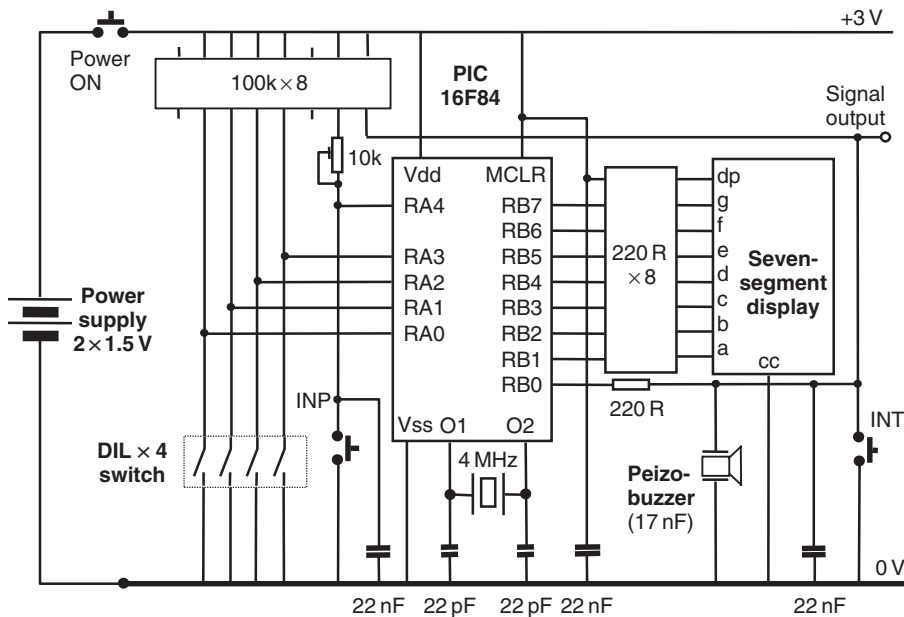 +3 V
Power
ON
100k × 8
PIC
16F84
Signal
output
10k
Vdd
MCLR
RA4
RA3
RA2
RA1
RA0
RB7
RB6
RB5
RB4
RB3
RB2
RB1
RB0
220 R
×8
dp
g
f
e
d
c
b
a
Seven-
segment
display
cc
Power
supply
2 × 1.5 V
INP
Vss
O1
O2
220 R
INT
DIL × 4
switch
4 MHz
Peizo-
buzzer
(17 nF)
0 V
22 nF
22 pF
22 pF
22 nF
22 nF